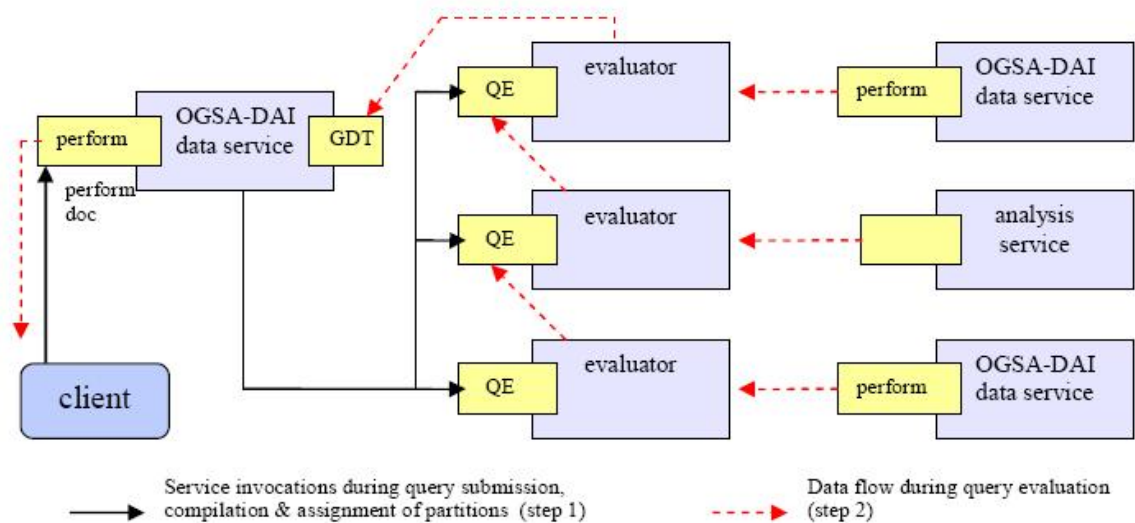 evaluator
QE
OGSA-DAI
data service
perform
OGSA-DAI
data service
perform
GDT
perform
doc
evaluator
QE
analysis
service
evaluator
QE
OGSA-DAI
data service
perform
client
Service invocations during query submission,
compilation & assignment of partitions (step 1)
Data flow during query evaluation
(step 2)